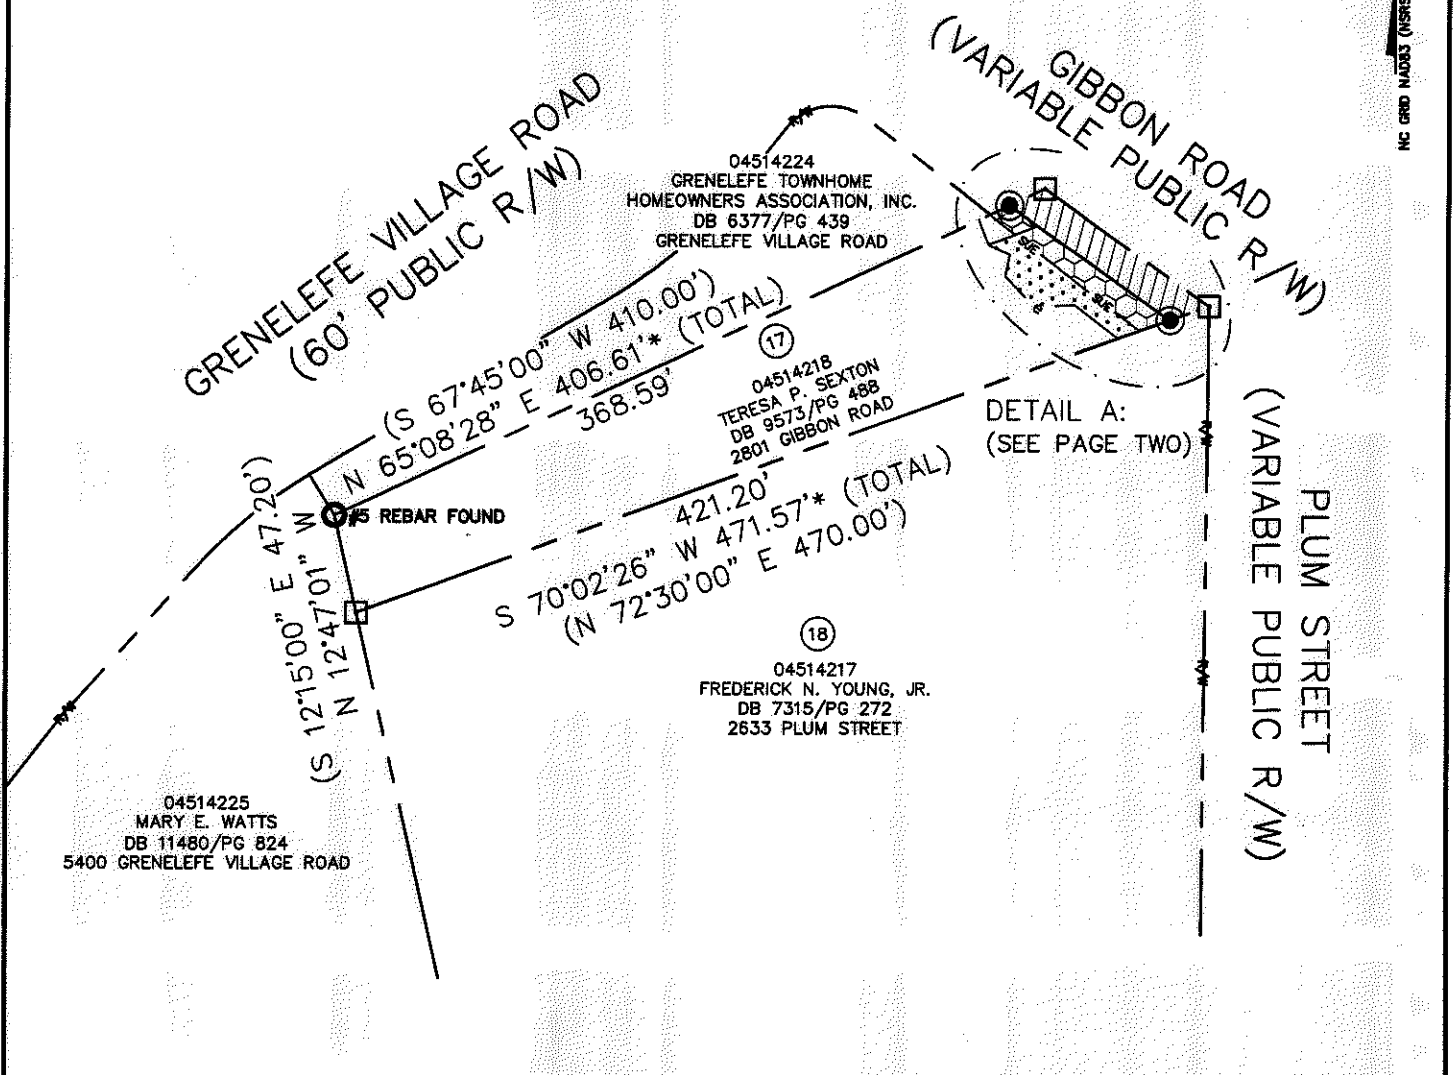 NC GRID NAD83 (NSRS
GIBBON ROAD
(VARIABLE PUBLIC R/W)
GRENELEFE VILLAGE ROAD
(60' PUBLIC R/W)
04514224
GRENELEFE TOWNHOME
HOMEOWNERS ASSOCIATION, INC.
DB 6377/PG 439
GRENELEFE VILLAGE ROAD
R/W
SUE
SUE
(S 67°45'00" W 410.00')
N 65°08'28" E 406.61'* (TOTAL)
368.59'
17
04514218
TERESA P. SEXTON
DB 9573/PG 488
2801 GIBBON ROAD
DETAIL A:
(SEE PAGE TWO)
R/W
421.20'
S 70°02'26" W 471.57'* (TOTAL)
(N 72°30'00" E 470.00')
#5 REBAR FOUND
(S 12°15'00" E 47.20')
N 12°47'01" W
PLUM STREET
(VARIABLE PUBLIC R/W)
18
04514217
FREDERICK N. YOUNG, JR.
DB 7315/PG 272
2633 PLUM STREET
R/W
R/W
04514225
MARY E. WATTS
DB 11480/PG 824
5400 GRENELEFE VILLAGE ROAD